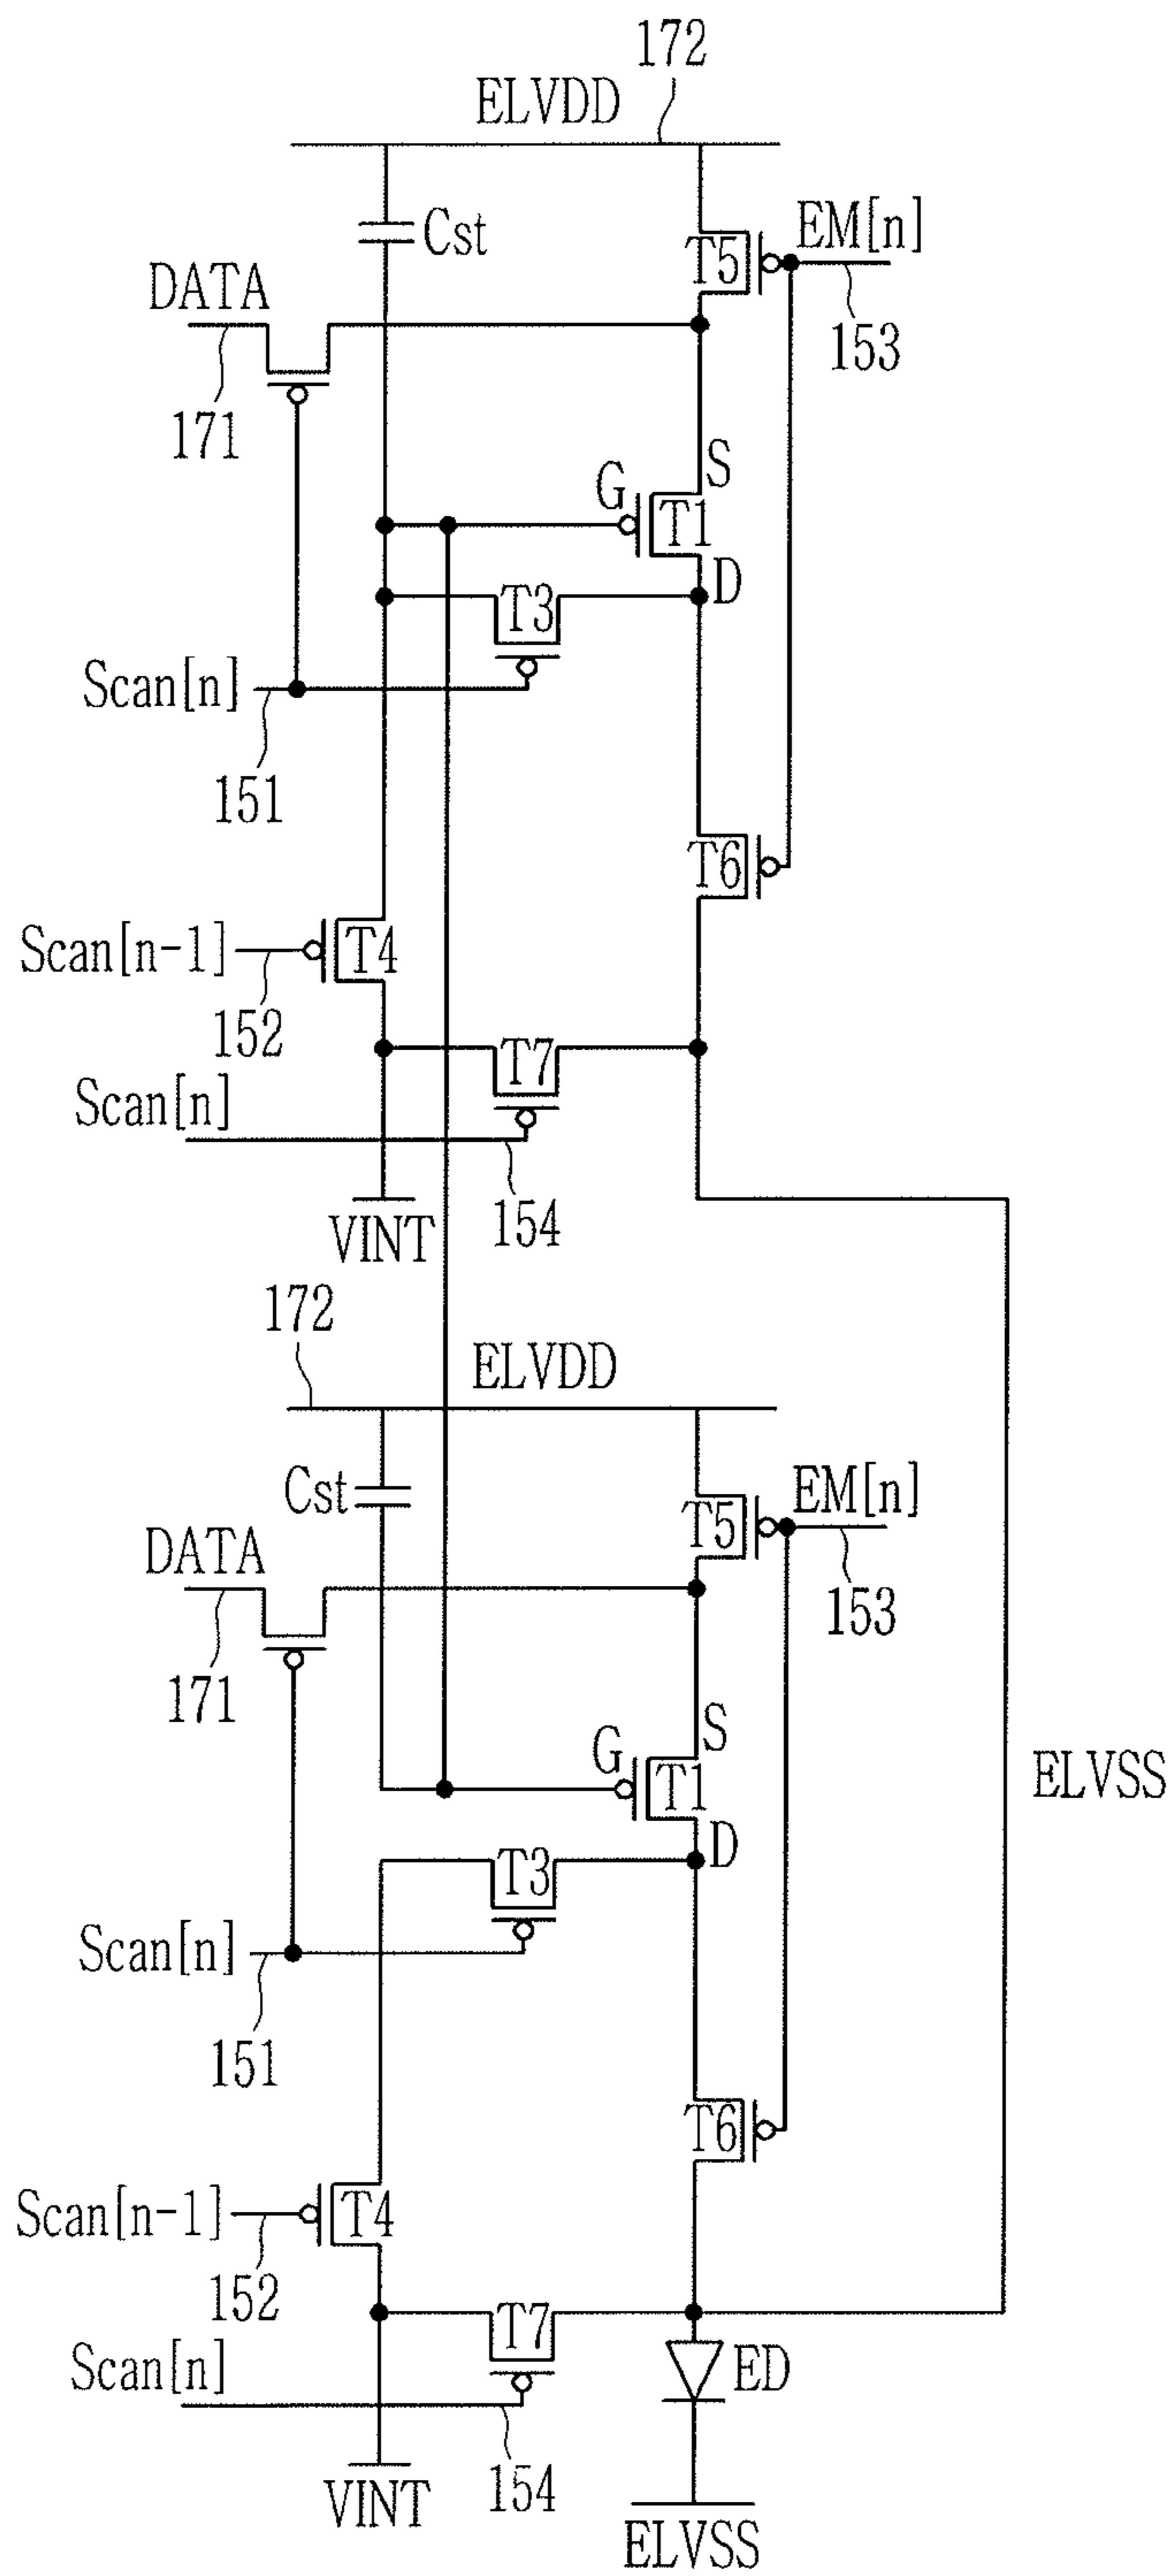 172
ELVDD
Cst
T5
EM[n]
DATA
153
171
S
G
T1
D
T3
Scan[n]
151
T6
Scan[n-1]
T4
152
T7
Scan[n]
154
VINT
172
ELVDD
Cst
T5
EM[n]
DATA
153
171
S
G
T1
ELVSS
D
T3
Scan[n]
151
T6
Scan[n-1]
T4
152
T7
Scan[n]
ED
154
VINT
ELVSS